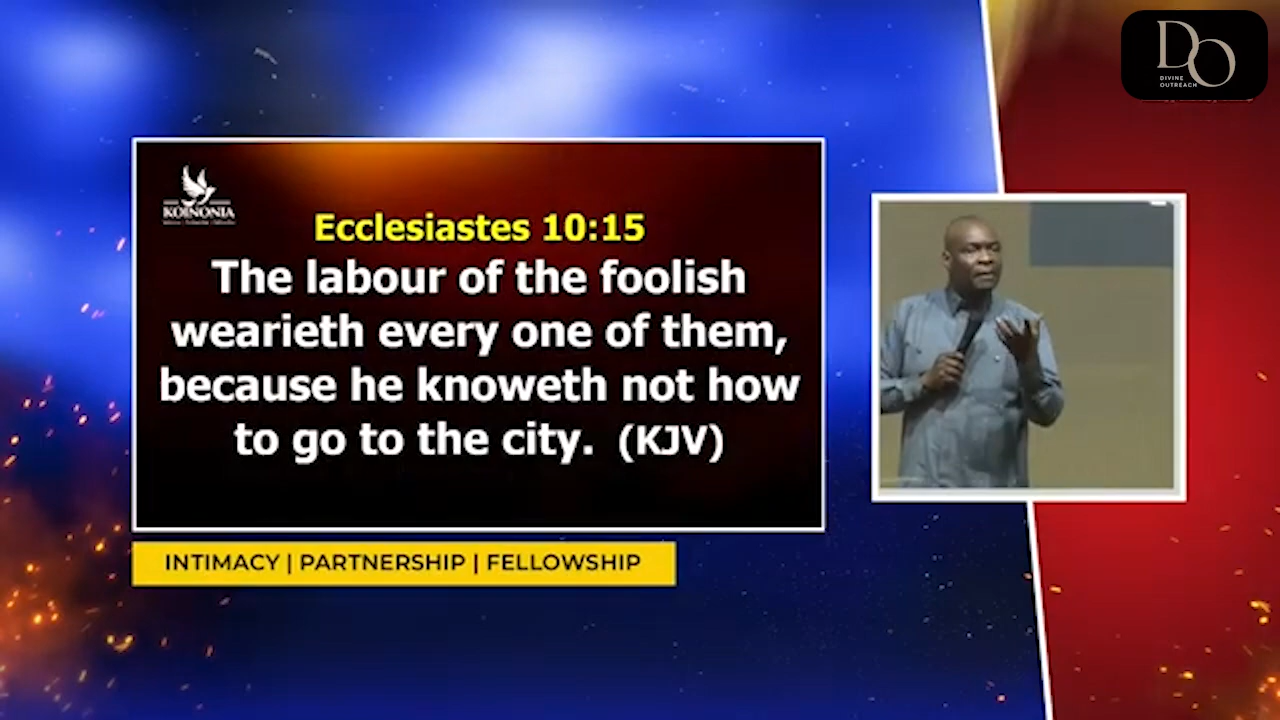 DO
DIVINE
OUTREACH
KOINONIA
Ecclesiastes 10:15
The labour of the foolish
wearieth every one of them,
because he knoweth not how
to go to the city. (KJV)
INTIMACY | PARTNERSHIP | FELLOWSHIP